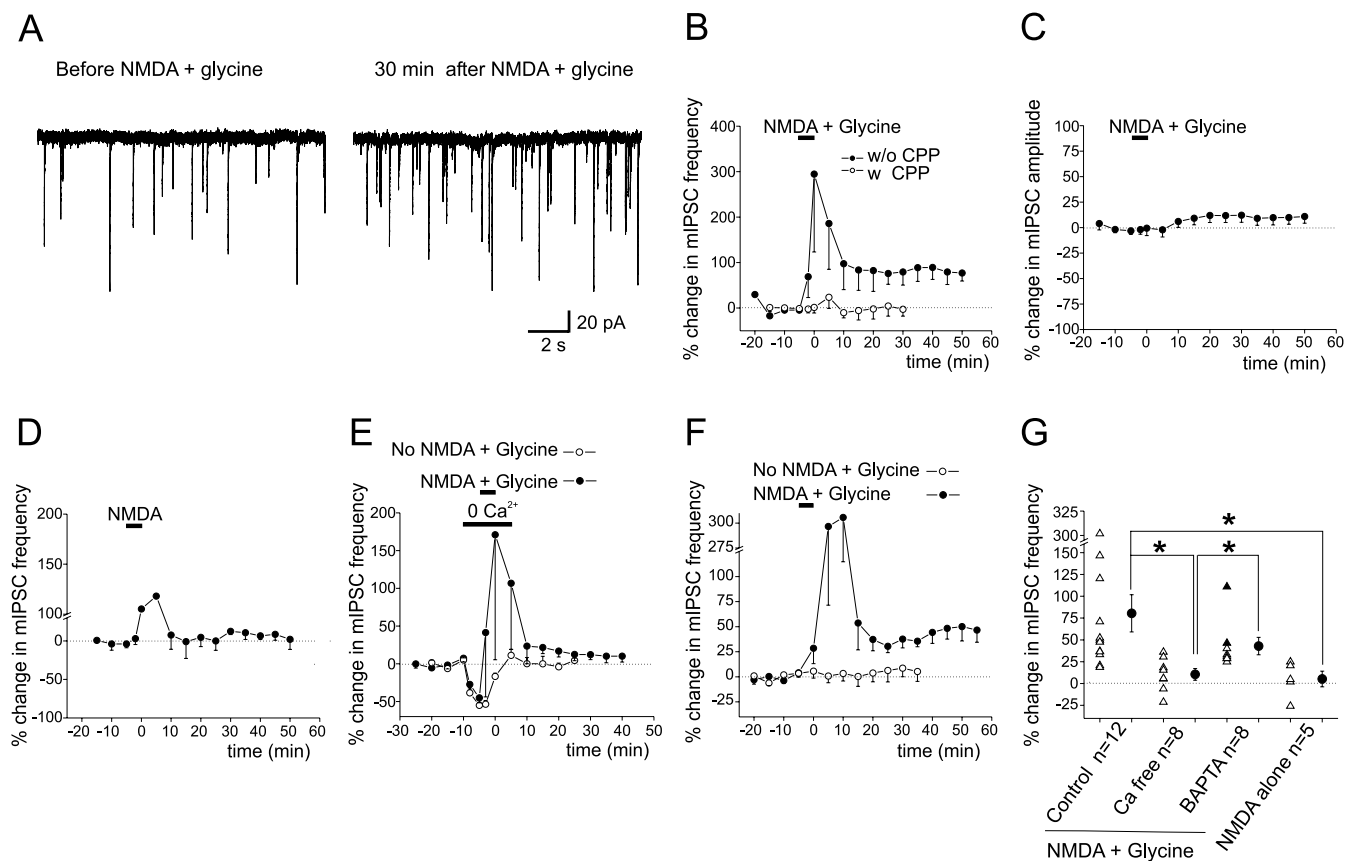 A
Before NMDA + glycine
30 min after NMDA + glycine
20 pA
2 s
B
% change in mIPSC frequency
400
300
200
100
0
NMDA + Glycine
w/o CPP
w CPP
-20 -10 0 10 20 30 40 50 60
time (min)
C
% change in mIPSC amplitude
100
75
50
25
0
-25
-50
-75
-100
NMDA + Glycine
-20 -10 0 10 20 30 40 50 60
time (min)
D
% change in mIPSC frequency
200
100
0
-100
NMDA
-20 -10 0 10 20 30 40 50 60
time (min)
E
No NMDA + Glycine
NMDA + Glycine
0 Ca²⁺
% change in mIPSC frequency
200
150
100
50
0
-50
-30 -20 -10 0 10 20 30 40 50
time (min)
F
No NMDA + Glycine
NMDA + Glycine
% change in mIPSC frequency
300
275
100
75
50
25
0
-25
-20 -10 0 10 20 30 40 50 60
time (min)
G
% change in mIPSC frequency
325
300
150
125
100
75
50
25
0
-25
* *
*
Control n=12
Ca free n=8
BAPTA n=8
NMDA alone n=5
NMDA + Glycine